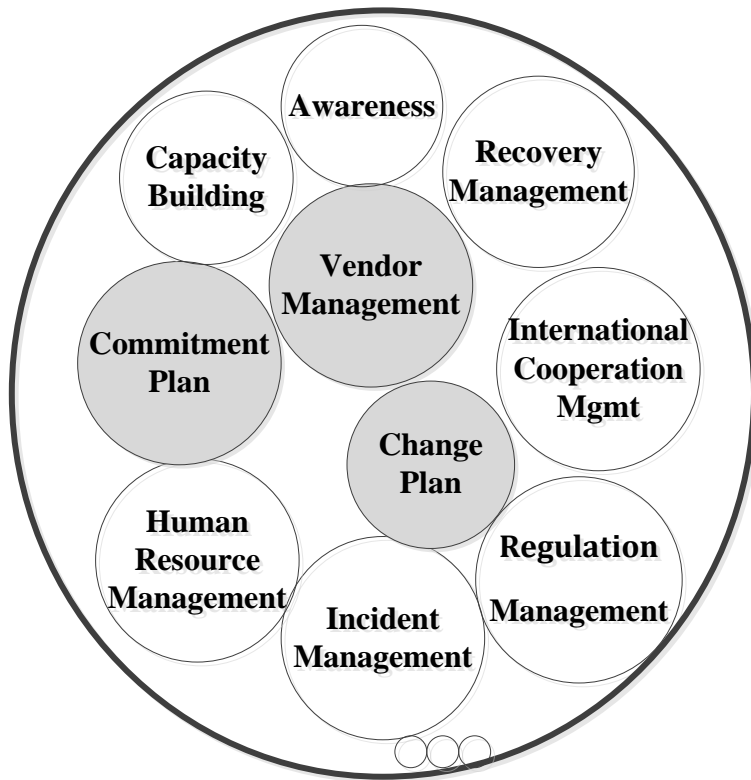 Awareness
Capacity
Building
Recovery
Management
Vendor
Management
Commitment
Plan
International
Cooperation
Mgmt
Change
Plan
Human
Resource
Management
Regulation
Management
Incident
Management